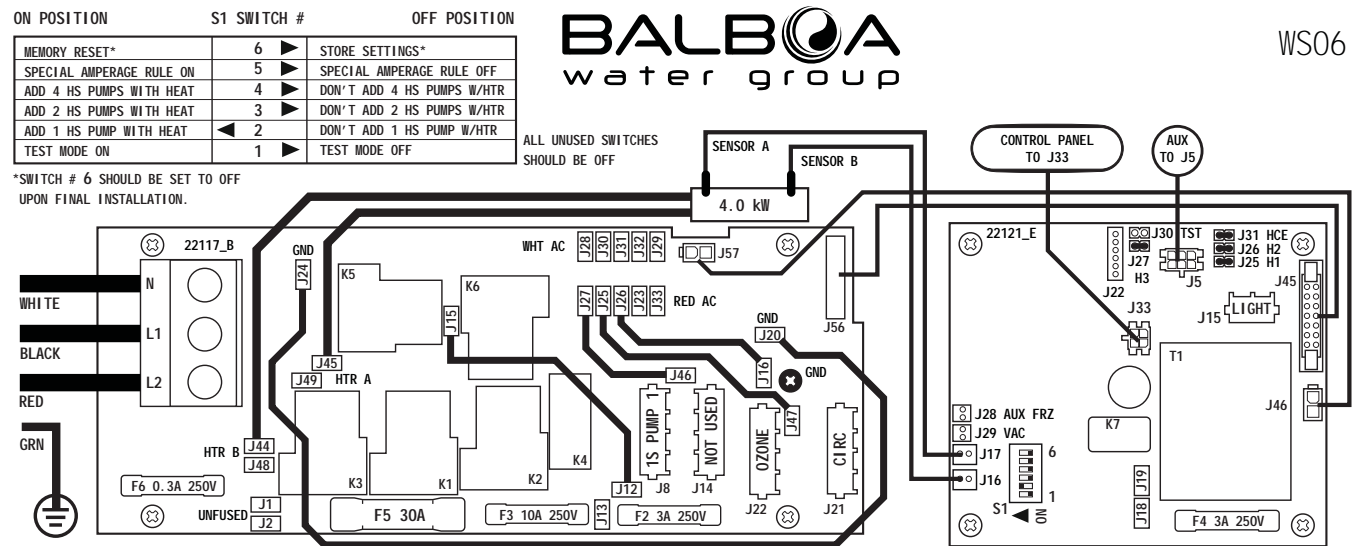 ON POSITION S1 SWITCH # OFF POSITION
MEMORY RESET* 6 STORE SETTINGS*
SPECIAL AMPERAGE RULE ON 5 SPECIAL AMPERAGE RULE OFF
ADD 4 HS PUMPS WITH HEAT 4 DON'T ADD 4 HS PUMPS W/HTR
ADD 2 HS PUMPS WITH HEAT 3 DON'T ADD 2 HS PUMPS W/HTR
ADD 1 HS PUMP WITH HEAT 2 DON'T ADD 1 HS PUMP W/HTR
TEST MODE ON 1 TEST MODE OFF
*SWITCH # 6 SHOULD BE SET TO OFF
UPON FINAL INSTALLATION.
ALL UNUSED SWITCHES
SHOULD BE OFF
BALBOA
water group
WS06
SENSOR A
SENSOR B
4.0 kW
CONTROL PANEL
TO J33
AUX
TO J5
22117_B
GND
J24
WHT AC
J28
J30
J31
J32
J29
J57
K5
K6
J15
J27
J25
J26
J23
J33
RED AC
J56
GND
J20
J16
GND
N
WHITE
L1
BLACK
L2
RED
GRN
J45
J49 HTR A
J46
J47
J44
HTR B
J48
K3
K1
K2
K4
1S PUMP 1
J8
NOT USED
J14
OZONE
J22
CIRC
J21
J12
J13
F6 0.3A 250V
UNFUSED
J1
J2
F5 30A
F3 10A 250V
F2 3A 250V
22121_E
J30 TST
J27
H3
J22
J5
J31 HCE
J26 H2
J25 H1
J45
J33
J15
LIGHT
T1
J46
K7
J28 AUX FRZ
J29 VAC
J17
J16
6
1
S1
ON
J19
J18
F4 3A 250V